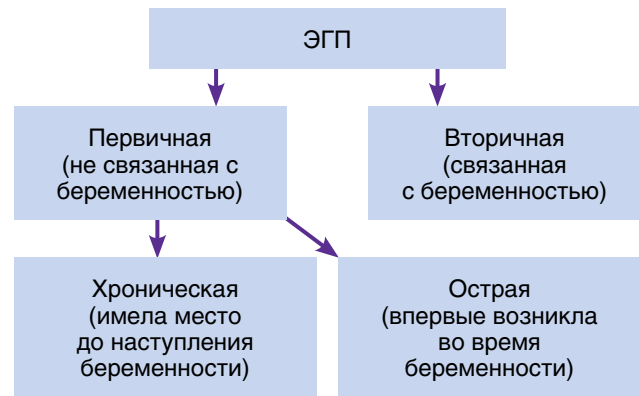 ЭГП
Первичная
(не связанная с
беременностью)
Вторичная
(связанная
с беременностью)
Хроническая
(имела место
до наступления
беременности)
Острая
(впервые возникла
во время
беременности)